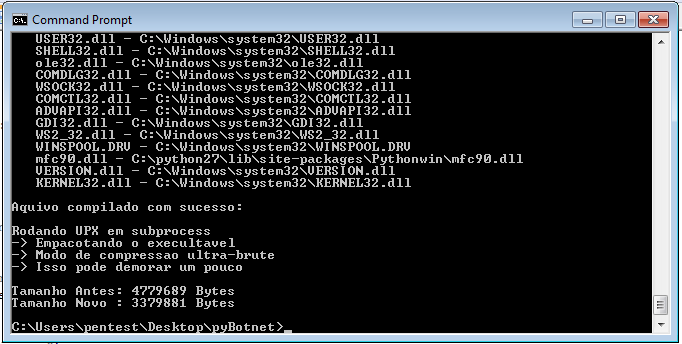 Command Prompt
USER32.dll - C:\Windows\system32\USER32.dll
SHELL32.dll - C:\Windows\system32\SHELL32.dll
ole32.dll - C:\Windows\system32\ole32.dll
COMDLG32.dll - C:\Windows\system32\COMDLG32.dll
WSOCK32.dll - C:\Windows\system32\WSOCK32.dll
COMCTL32.dll - C:\Windows\system32\COMCTL32.dll
ADVAPI32.dll - C:\Windows\system32\ADVAPI32.dll
GDI32.dll - C:\Windows\system32\GDI32.dll
WS2_32.dll - C:\Windows\system32\WS2_32.dll
WINSPOOL.DRV - C:\Windows\system32\WINSPOOL.DRV
mfc90.dll - C:\python27\lib\site-packages\Pythonwin\mfc90.dll
VERSION.dll - C:\Windows\system32\VERSION.dll
KERNEL32.dll - C:\Windows\system32\KERNEL32.dll
Aquivo compilado com sucesso:
Rodando UPX em subprocess
-> Empacotando o execultavel
-> Modo de compressao ultra-brute
-> Isso pode demorar um pouco
Tamanho Antes: 4779689 Bytes
Tamanho Novo : 3379881 Bytes
C:\Users\pentest\Desktop\pyBotnet>_